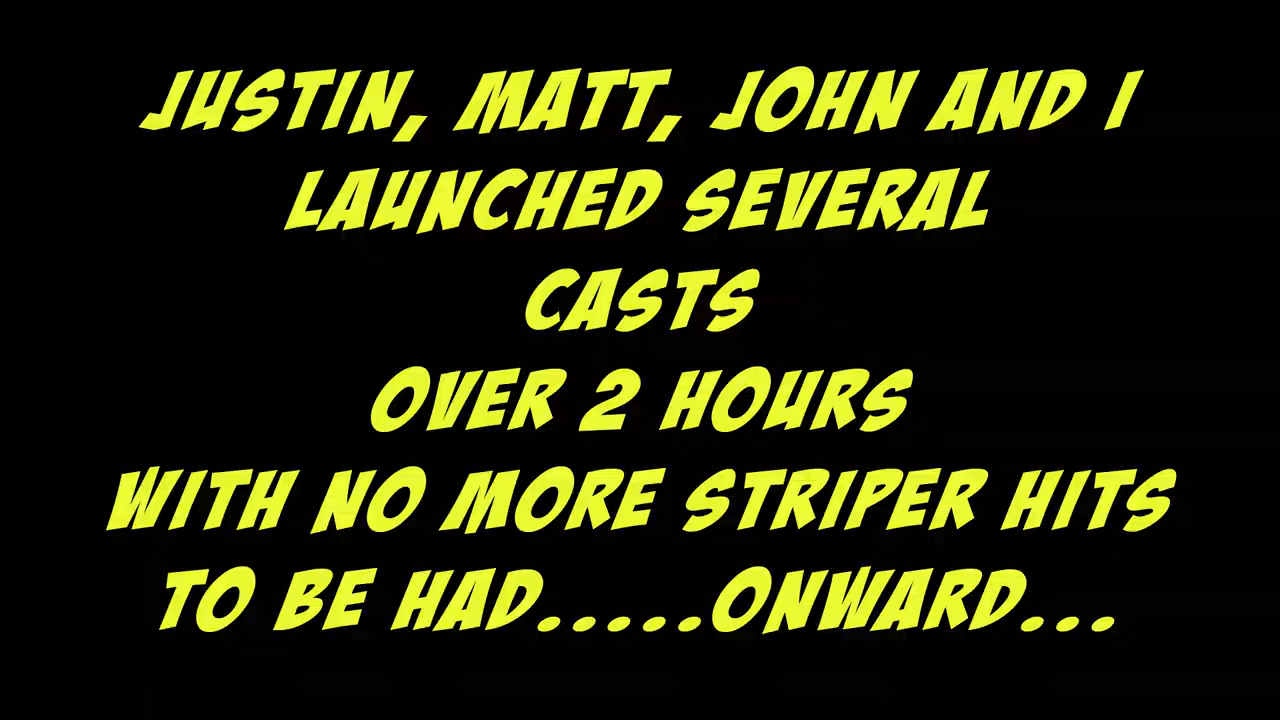 JUSTIN, MATT, JOHN AND I
LAUNCHED SEVERAL
CASTS
OVER 2 HOURS
WITH NO MORE STRIPER HITS
TO BE HAD.....ONWARD...